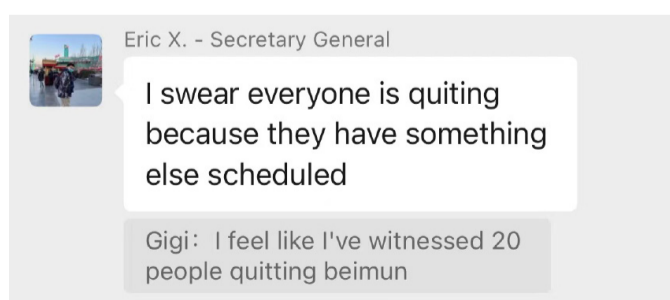 Eric X. - Secretary General
I swear everyone is quiting
because they have something
else scheduled
Gigi： I feel like I've witnessed 20
people quitting beimun